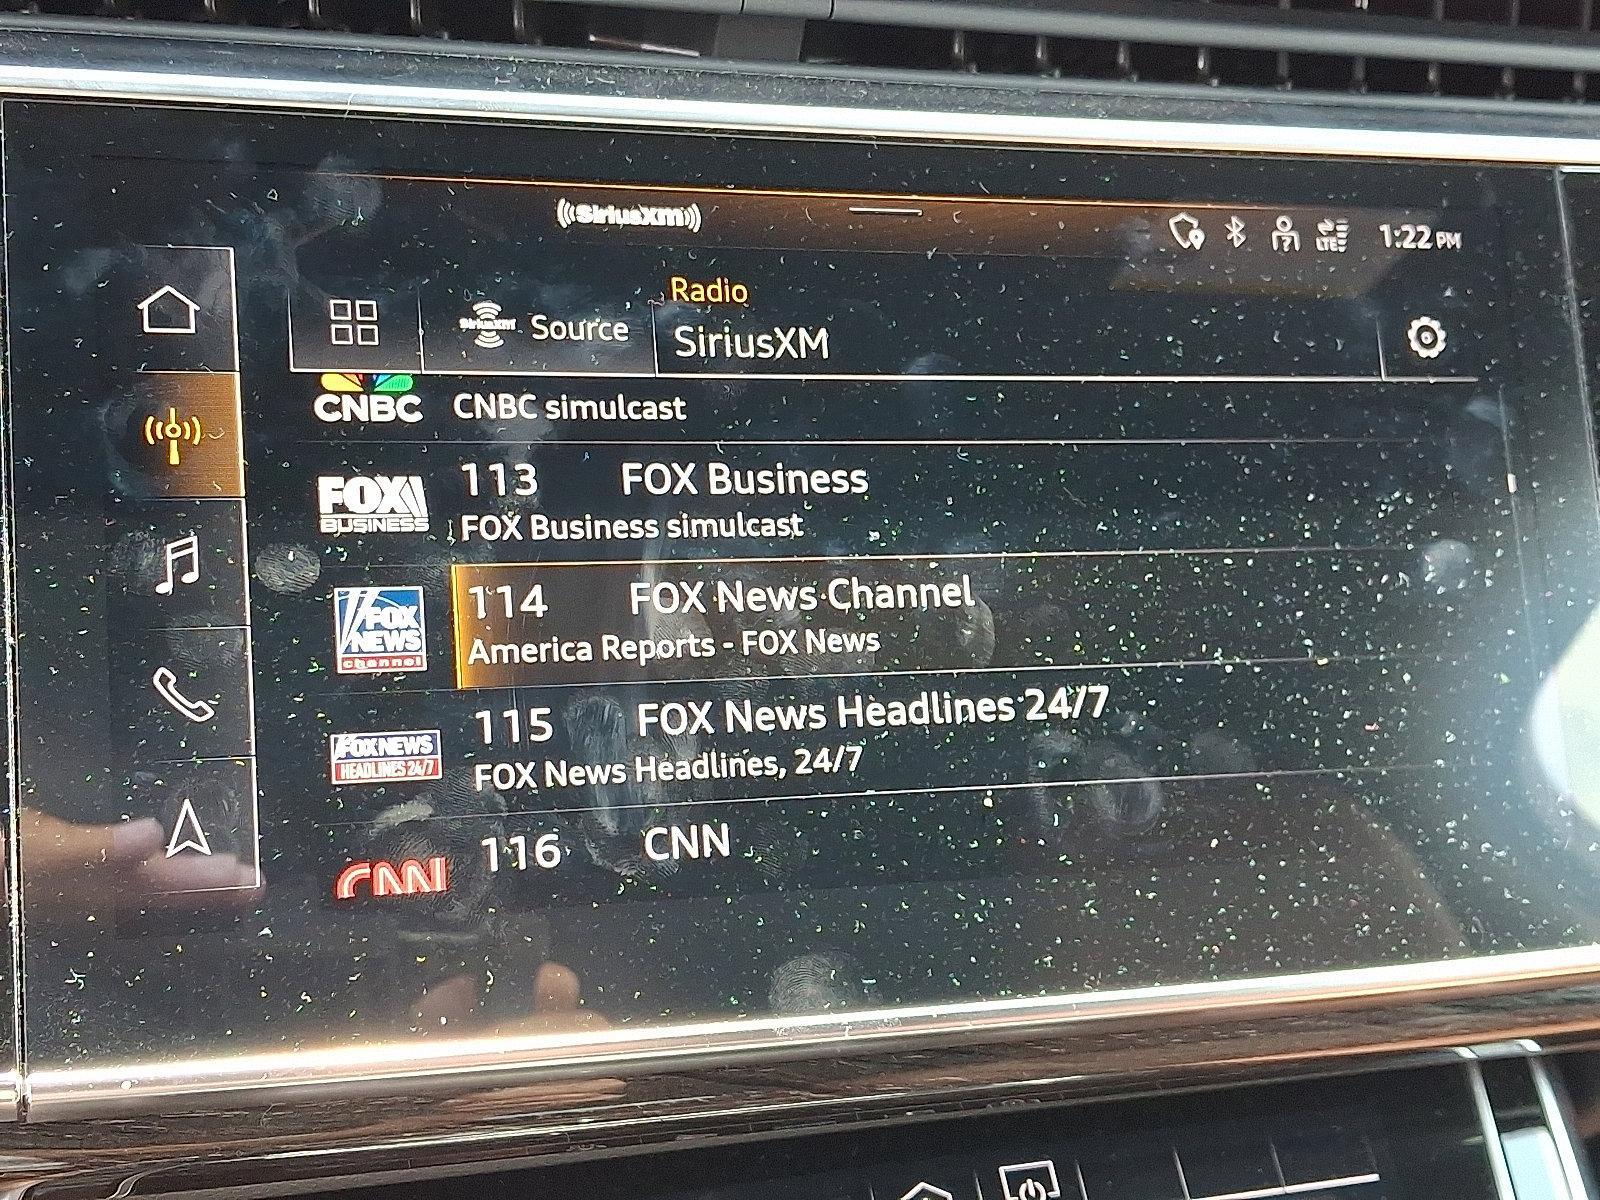 ((SiriusXM))
LTE
1:22 PM
Radio
SiriusXM
Source
SiriusXM
CNBC
CNBC simulcast
FOX
BUSINESS
113 FOX Business
FOX Business simulcast
FOX
NEWS
channel
114 FOX News Channel
America Reports - FOX News
FOX NEWS
HEADLINES 24/7
115 FOX News Headlines 24/7
FOX News Headlines, 24/7
CNN
116 CNN